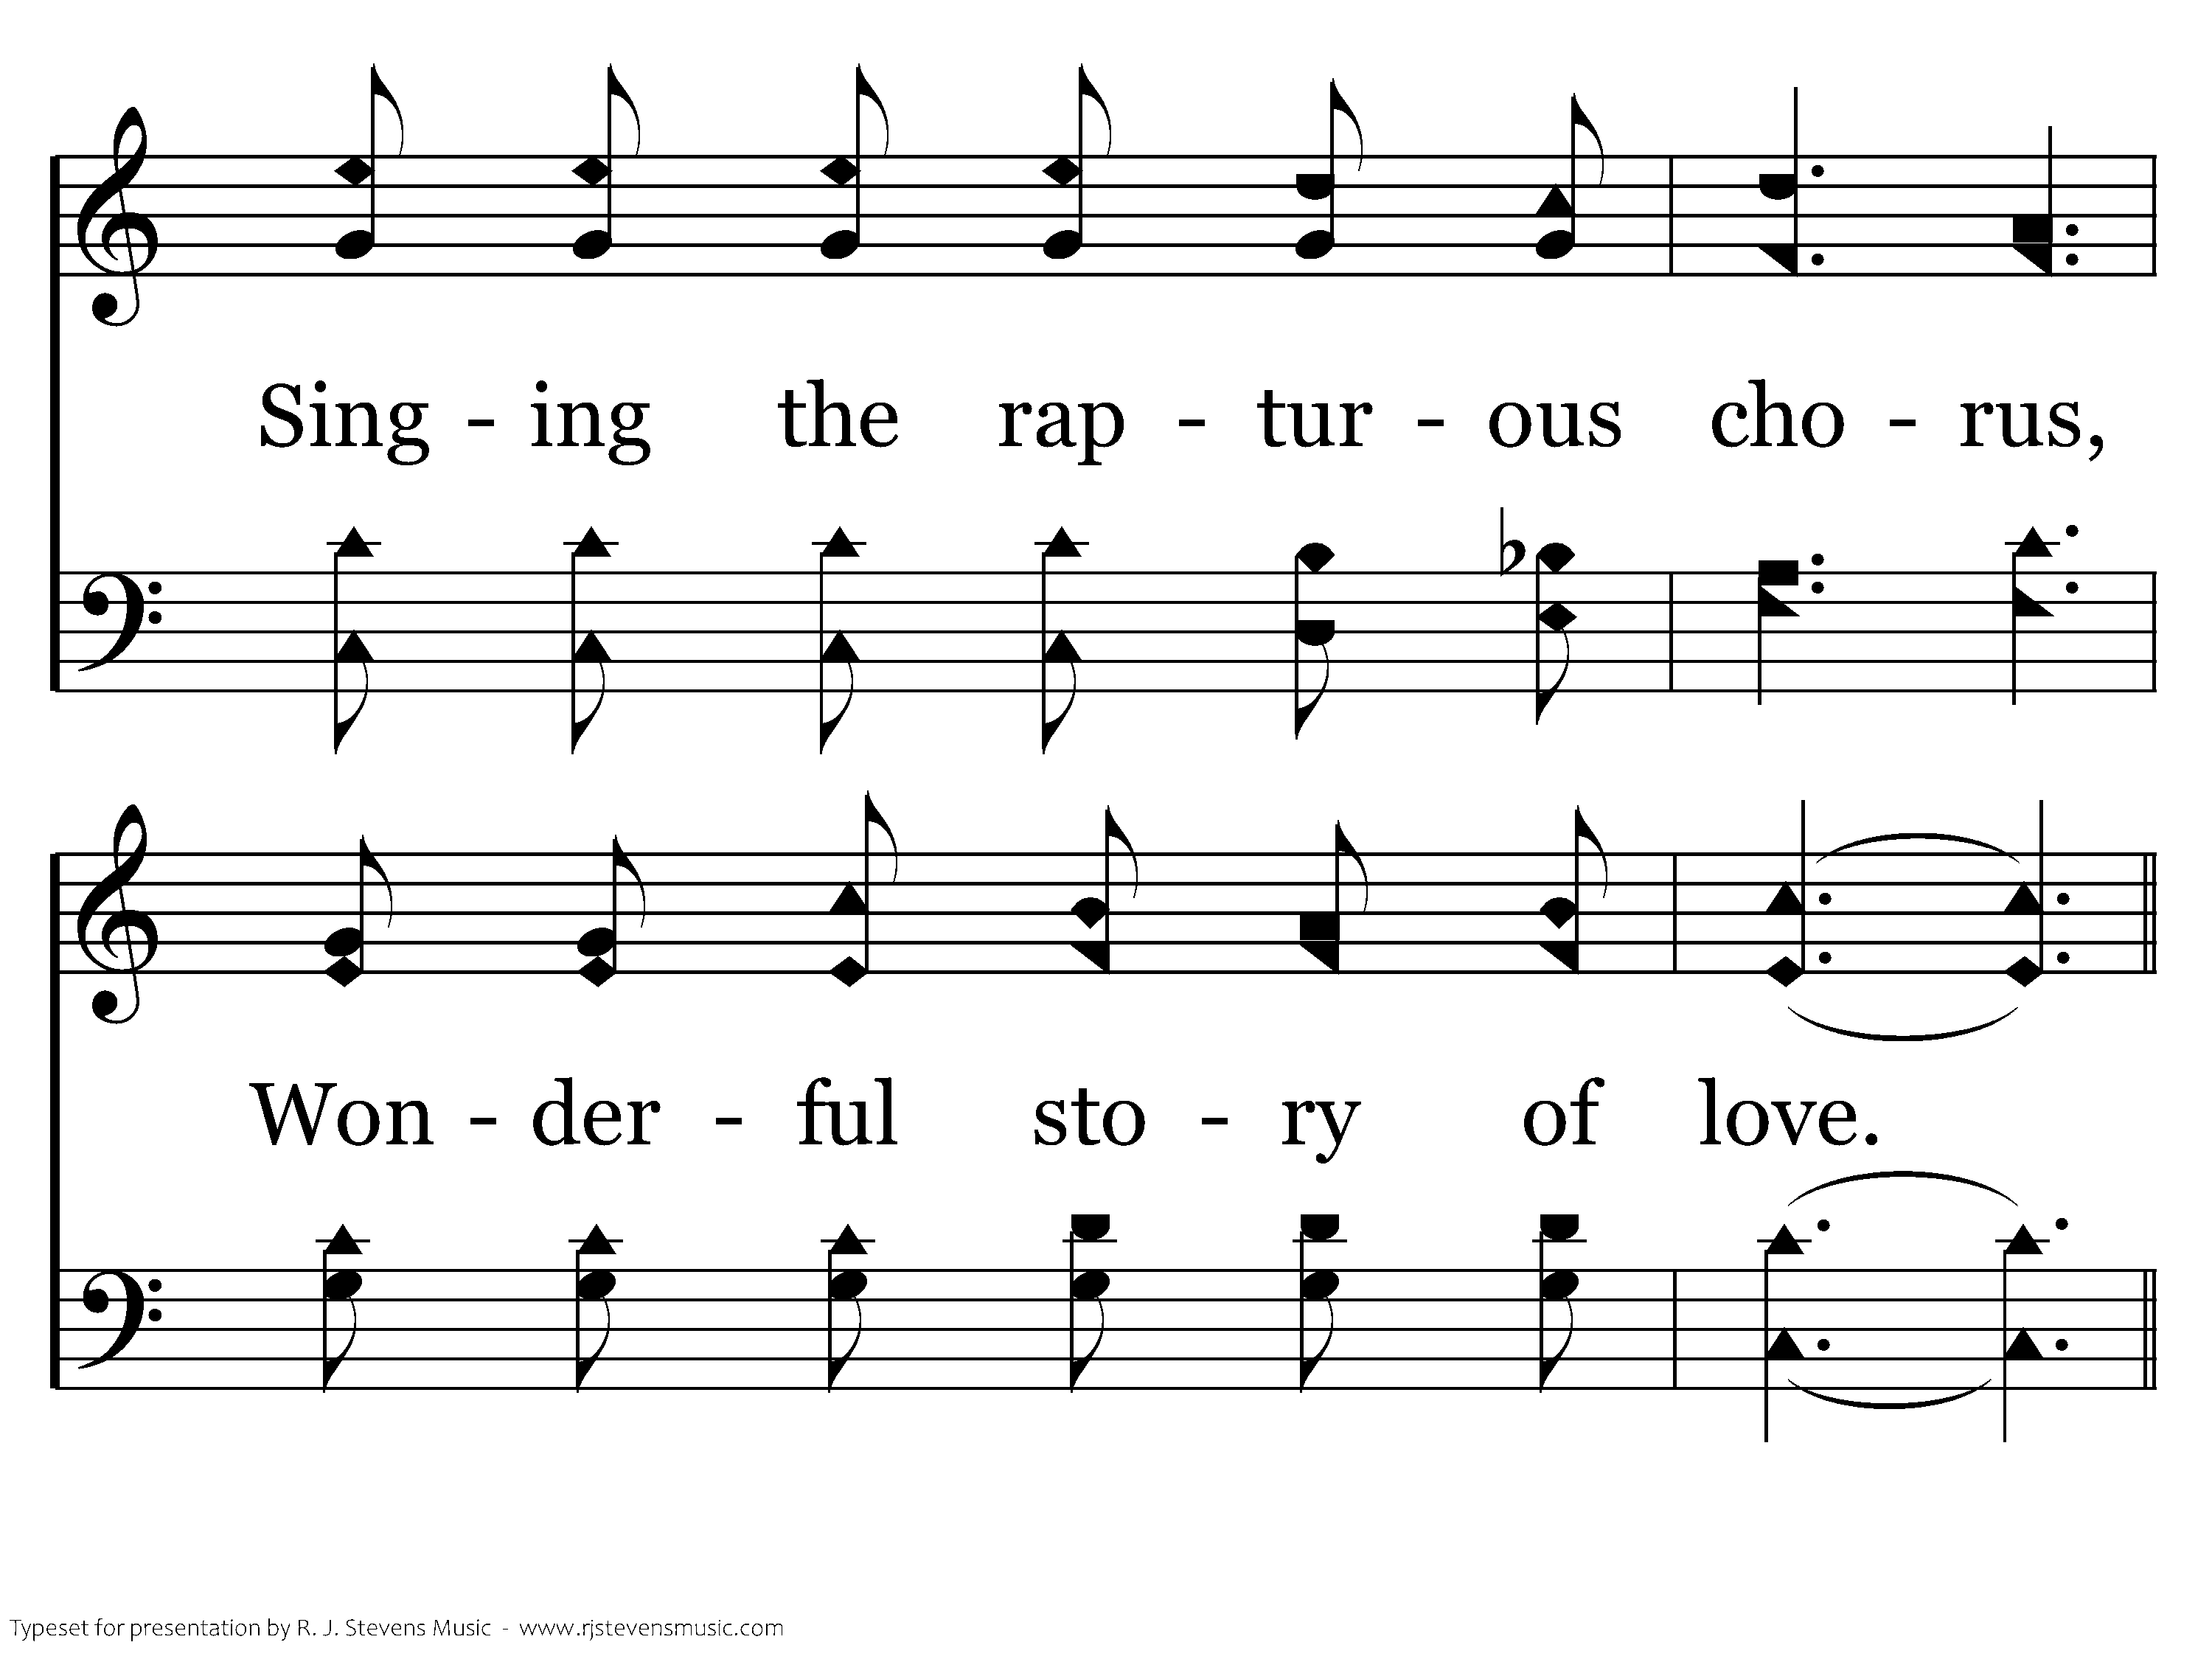 Sing - ing the rap - tur - ous cho - rus,
Won - der - ful sto - ry of love.
Typeset for presentation by R. J. Stevens Music - www.rjstevensmusic.com